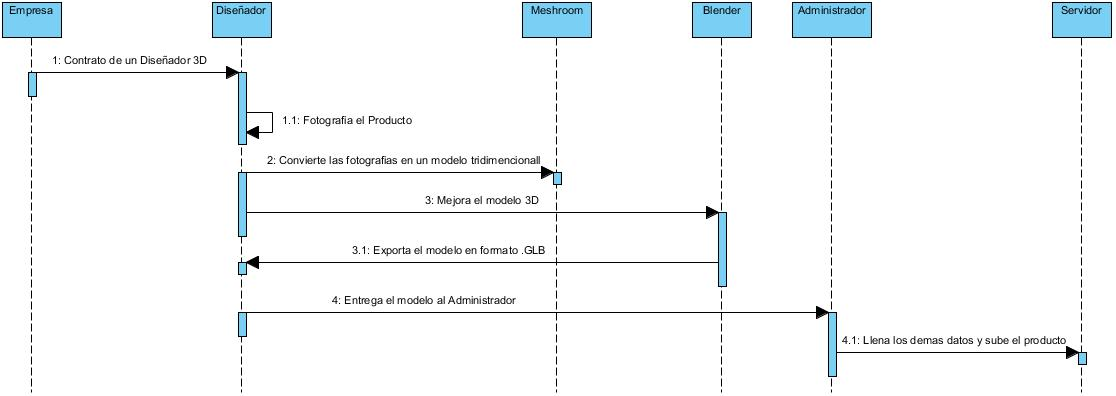 Empresa
Diseñador
Meshroom
Blender
Administrador
Servidor
1: Contrato de un Diseñador 3D
1.1: Fotografia el Producto
2: Convierte las fotografias en un modelo tridimencionall
3: Mejora el modelo 3D
3.1: Exporta el modelo en formato .GLB
4: Entrega el modelo al Administrador
4.1: Llena los demas datos y sube el producto